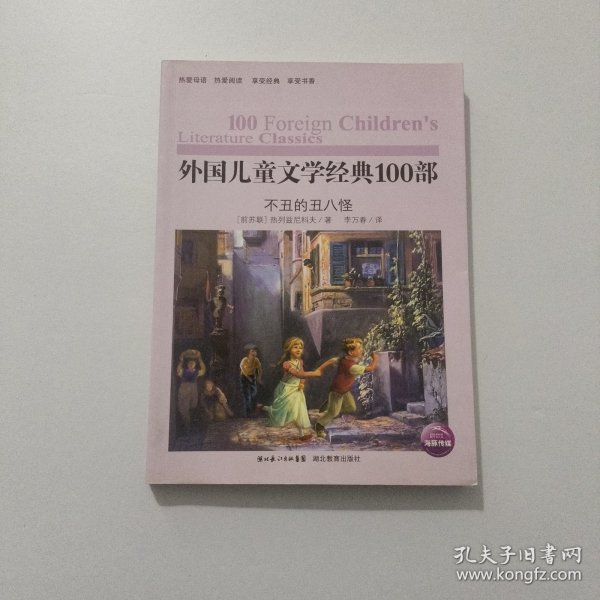 热爱母语 热爱阅读 享受经典 享受书香
100 Foreign Children's
Literature Classics
外国儿童文学经典100部
不丑的丑八怪
[前苏联]热列兹尼科夫/著 李万春/译
海豚传媒
湖北长江出版集团 湖北教育出版社
孔夫子旧书网
www.kongfz.com